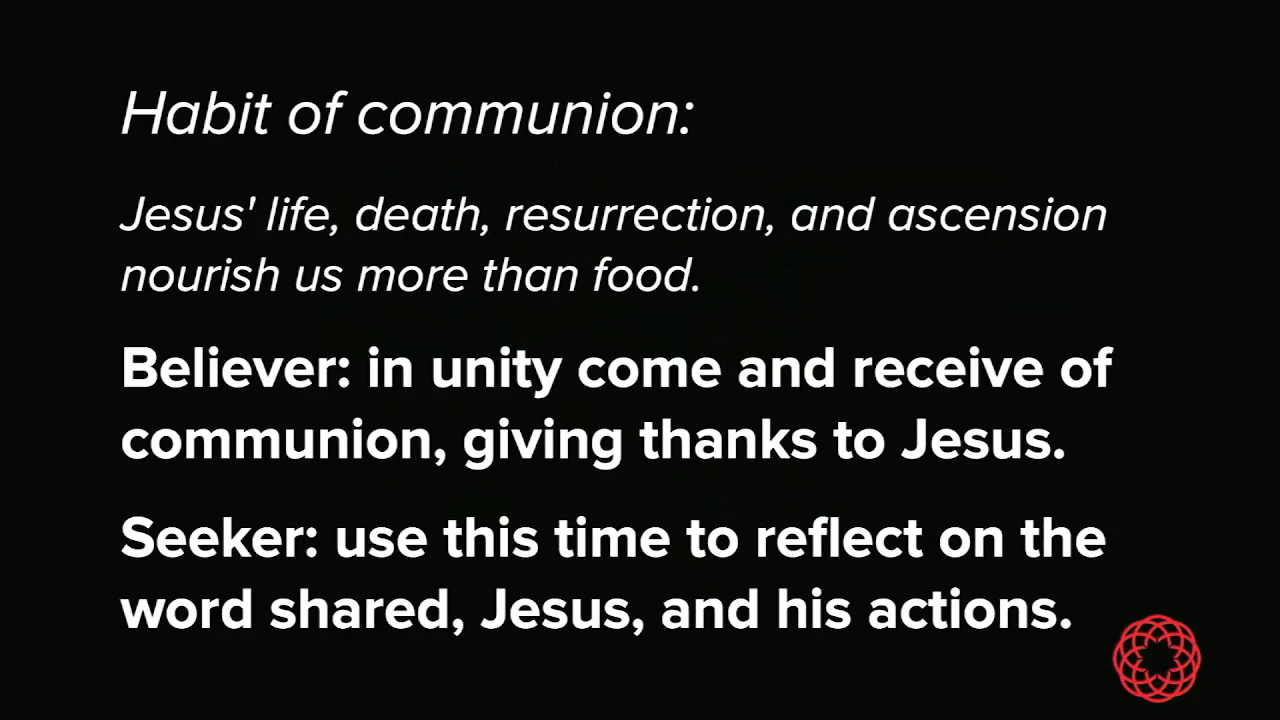 Habit of communion:
Jesus' life, death, resurrection, and ascension
nourish us more than food.
Believer: in unity come and receive of
communion, giving thanks to Jesus.
Seeker: use this time to reflect on the
word shared, Jesus, and his actions.